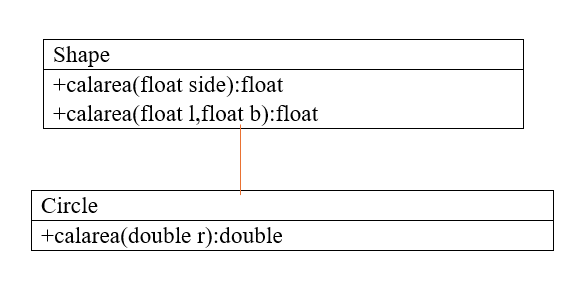 Shape
+calarea(float side):float
+calarea(float l,float b):float
Circle
+calarea(double r):double